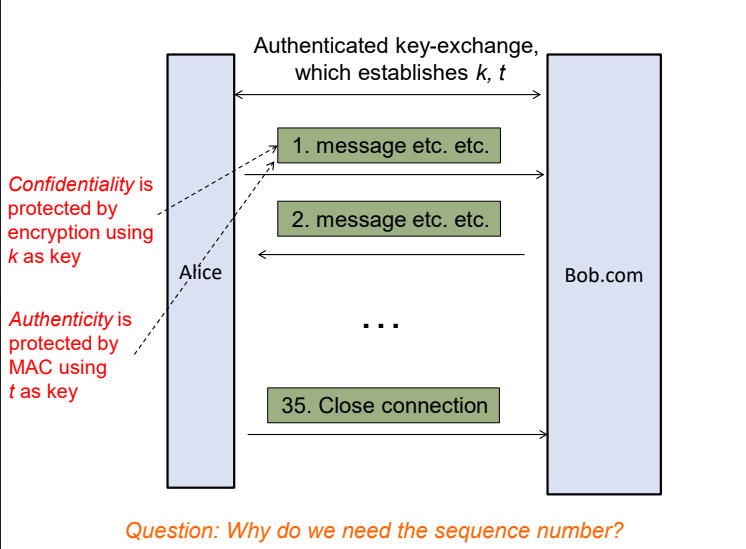 Authenticated key-exchange,
which establishes k, t
1. message etc. etc.
Confidentiality is
protected by
encryption using
k as key
2. message etc. etc.
Alice
Bob.com
Authenticity is
protected by
MAC using
t as key
...
35. Close connection
Question: Why do we need the sequence number?